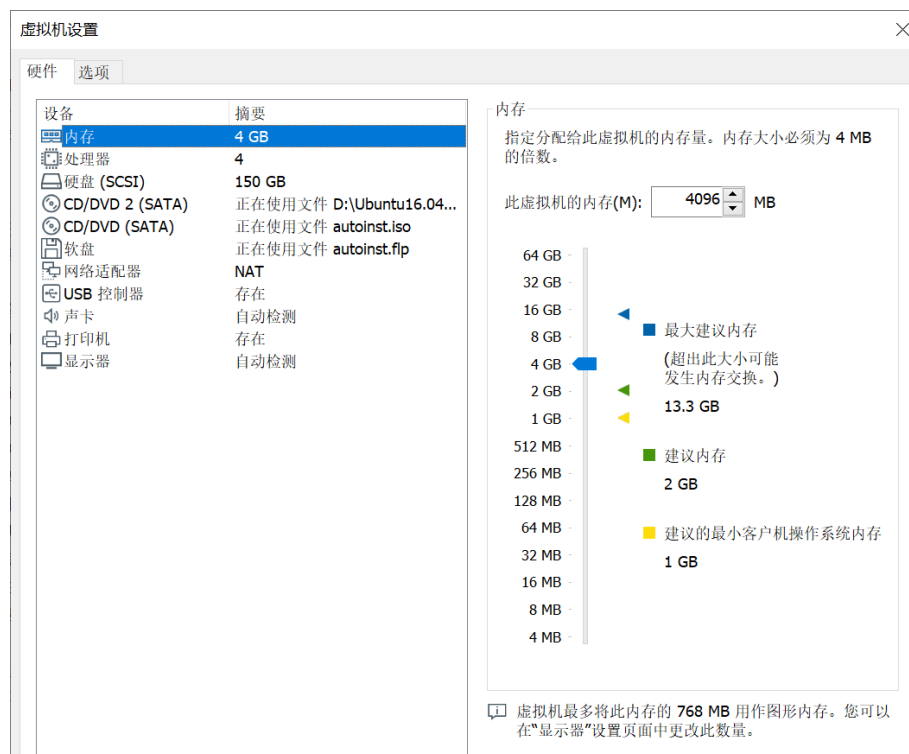 虚拟机设置
硬件 选项
设备 摘要
内存 4 GB
处理器 4
硬盘 (SCSI) 150 GB
CD/DVD 2 (SATA) 正在使用文件 D:\Ubuntu16.04...
CD/DVD (SATA) 正在使用文件 autoinst.iso
软盘 正在使用文件 autoinst.flp
网络适配器 NAT
USB 控制器 存在
声卡 自动检测
打印机 存在
显示器 自动检测
内存
指定分配给此虚拟机的内存量。内存大小必须为 4 MB
的倍数。
此虚拟机的内存(M): 4096 MB
64 GB
32 GB
16 GB
8 GB
4 GB
2 GB
1 GB
512 MB
256 MB
128 MB
64 MB
32 MB
16 MB
8 MB
4 MB
最大建议内存
(超出此大小可能
发生内存交换。)
13.3 GB
建议内存
2 GB
建议的最小客户机操作系统内存
1 GB
虚拟机最多将此内存的 768 MB 用作图形内存。您可以
在“显示器”设置页面中更改此数量。